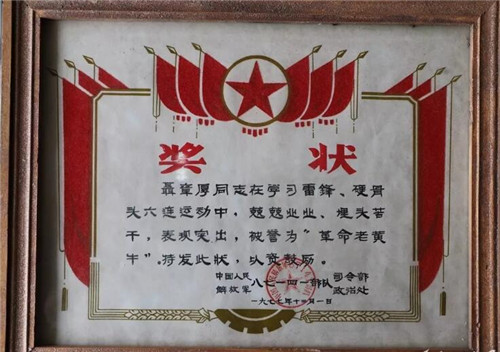 奖状
聂章厚同志在学习雷锋、硬骨
头六连运动中，兢兢业业、埋头苦
干，表现突出，被誉为“革命老黄
牛”。特发此状，以资鼓励。
中国人民解放军八七一四一部队司令部政治处
一九七七年十一月一日